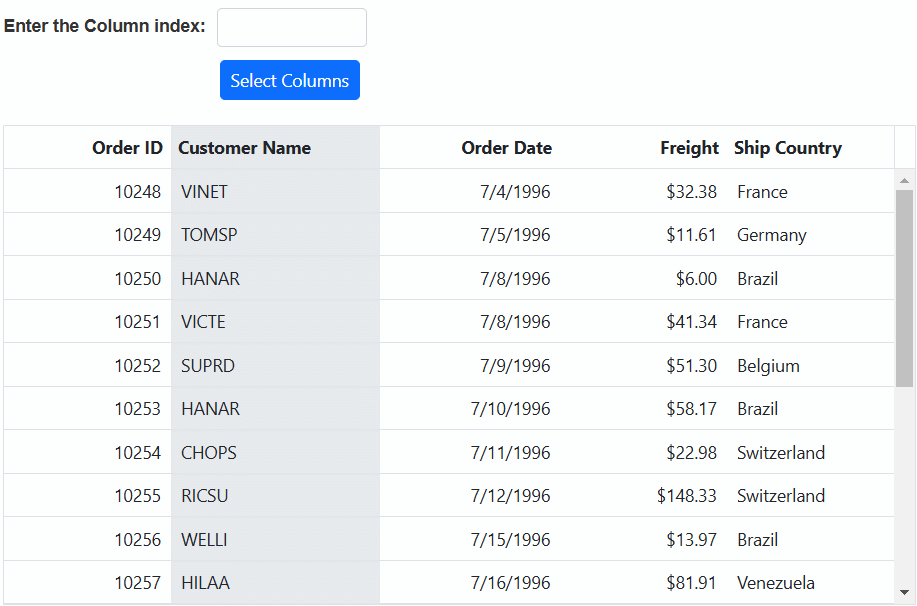 Enter the Column index:
Select Columns
Order ID Customer Name Order Date Freight Ship Country
10248 VINET 7/4/1996 $32.38 France
10249 TOMSP 7/5/1996 $11.61 Germany
10250 HANAR 7/8/1996 $6.00 Brazil
10251 VICTE 7/8/1996 $41.34 France
10252 SUPRD 7/9/1996 $51.30 Belgium
10253 HANAR 7/10/1996 $58.17 Brazil
10254 CHOPS 7/11/1996 $22.98 Switzerland
10255 RICSU 7/12/1996 $148.33 Switzerland
10256 WELLI 7/15/1996 $13.97 Brazil
10257 HILAA 7/16/1996 $81.91 Venezuela